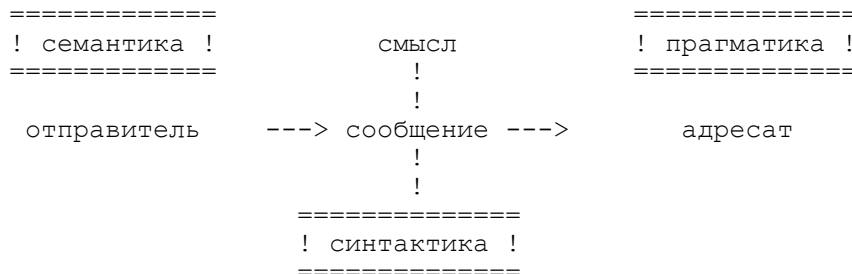 ============= ==============
! семантика ! смысл ! прагматика !
============= ! ==============
!
отправитель ---> сообщение ---> адресат
!
!
==============
! синтактика !
==============